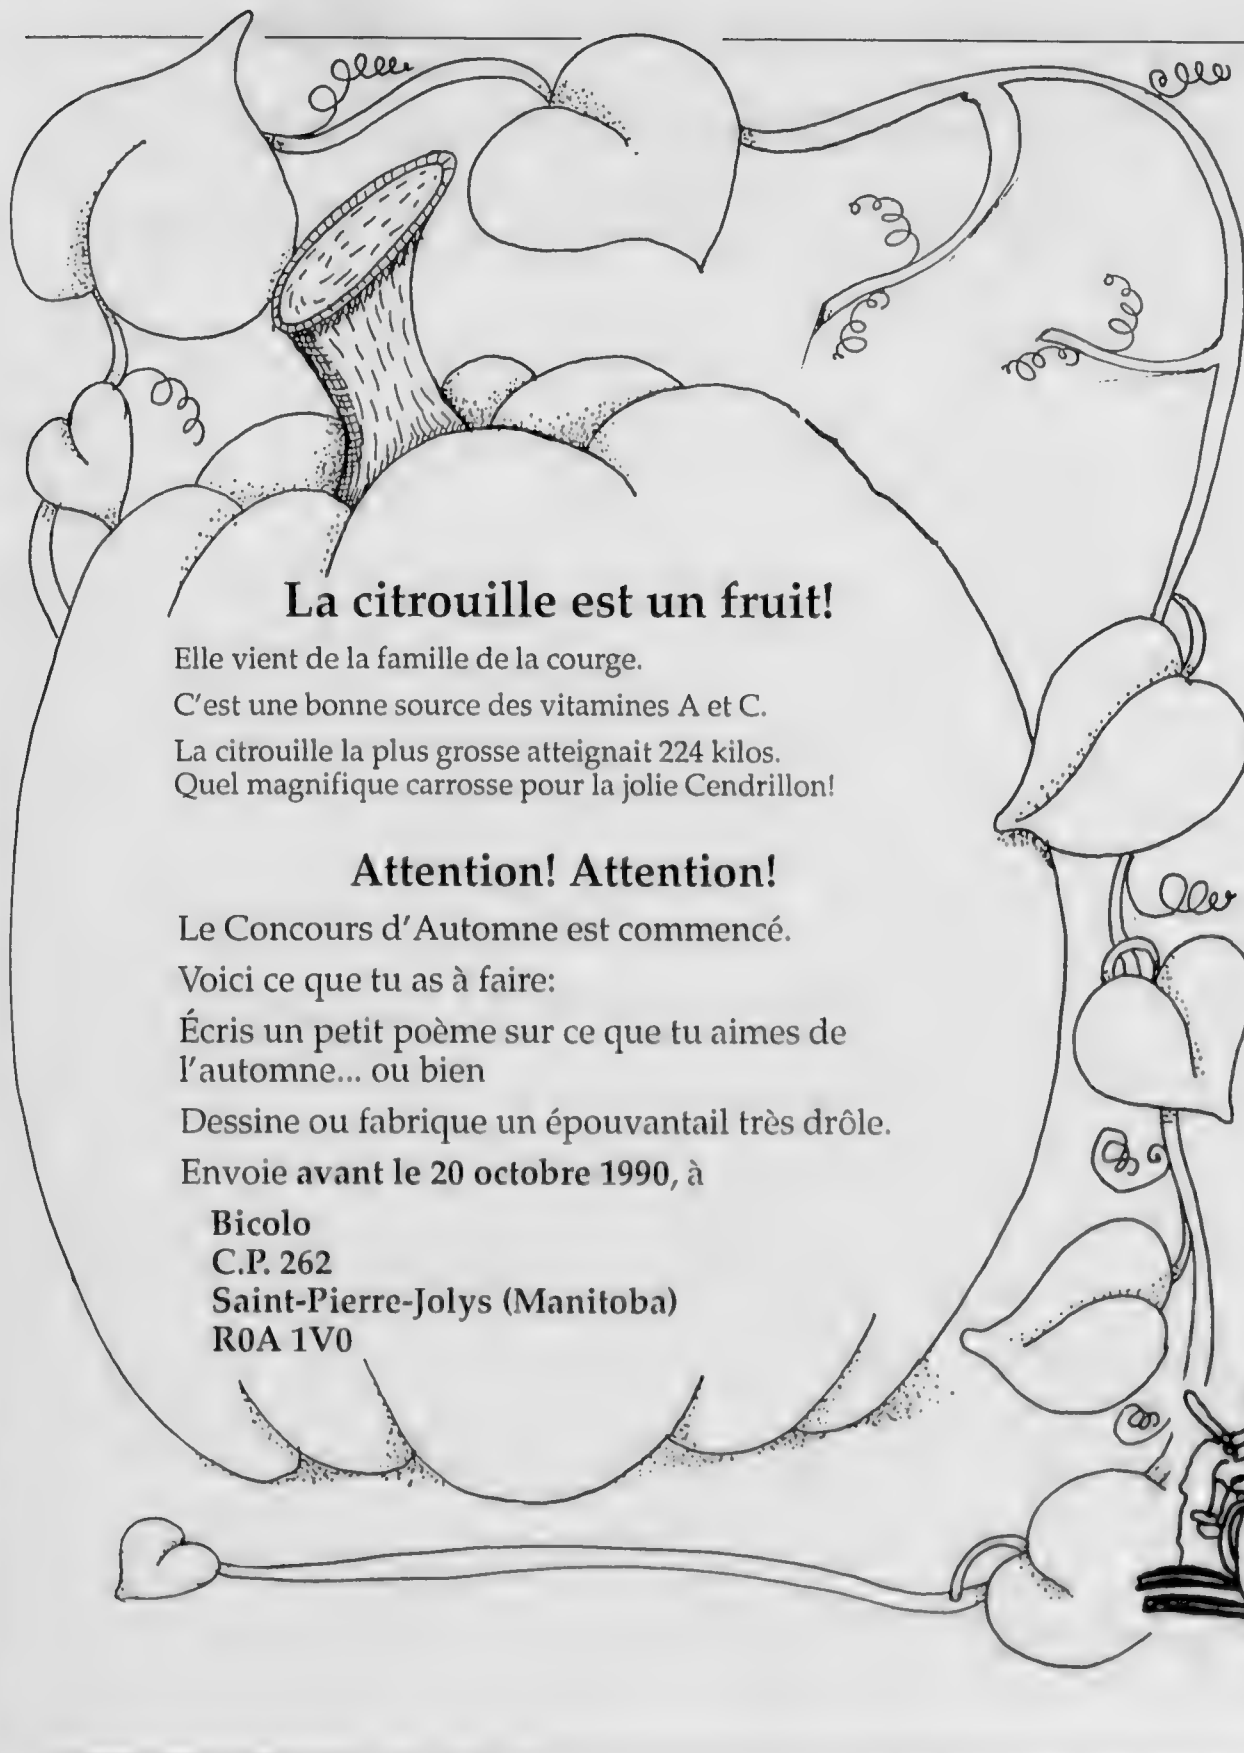 La citrouille est un fruit!
Elle vient de la famille de la courge.
C'est une bonne source des vitamines A et C.
La citrouille la plus grosse atteignait 224 kilos.
Quel magnifique carrosse pour la jolie Cendrillon!
Attention! Attention!
Le Concours d'Automne est commencé.
Voici ce que tu as à faire:
Écris un petit poème sur ce que tu aimes de
l'automne... ou bien
Dessine ou fabrique un épouvantail très drôle.
Envoie avant le 20 octobre 1990, à
Bicolo
C.P. 262
Saint-Pierre-Jolys (Manitoba)
R0A 1V0